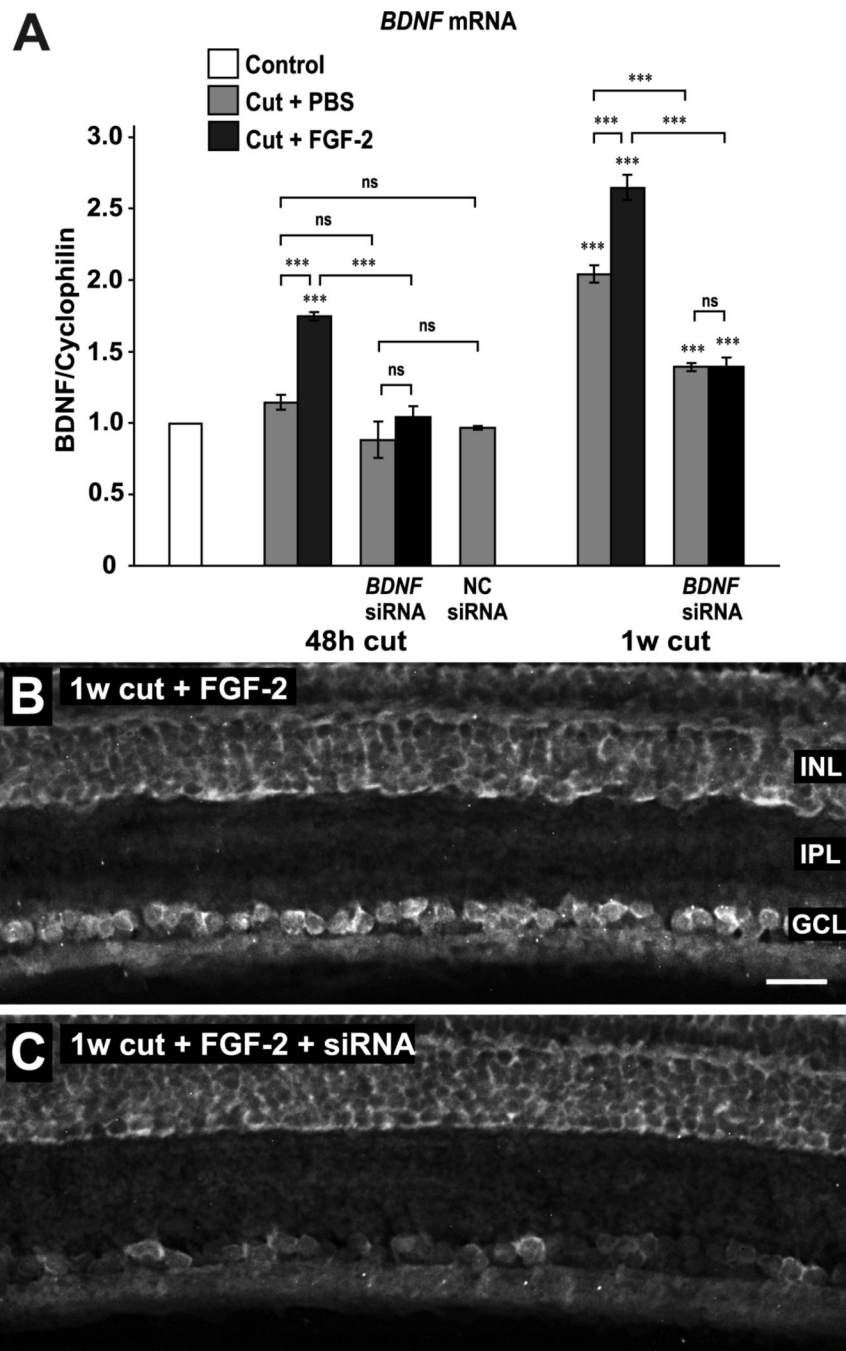 A
BDNF mRNA
Control
Cut + PBS
Cut + FGF-2
BDNF/Cyclophilin
3.0
2.5
2.0
1.5
1.0
0.5
0
ns
ns
*** ***
***
ns
ns
***
*** ***
***
***
ns
*** ***
BDNF
siRNA
NC
siRNA
BDNF
siRNA
48h cut
1w cut
B 1w cut + FGF-2
INL
IPL
GCL
C 1w cut + FGF-2 + siRNA